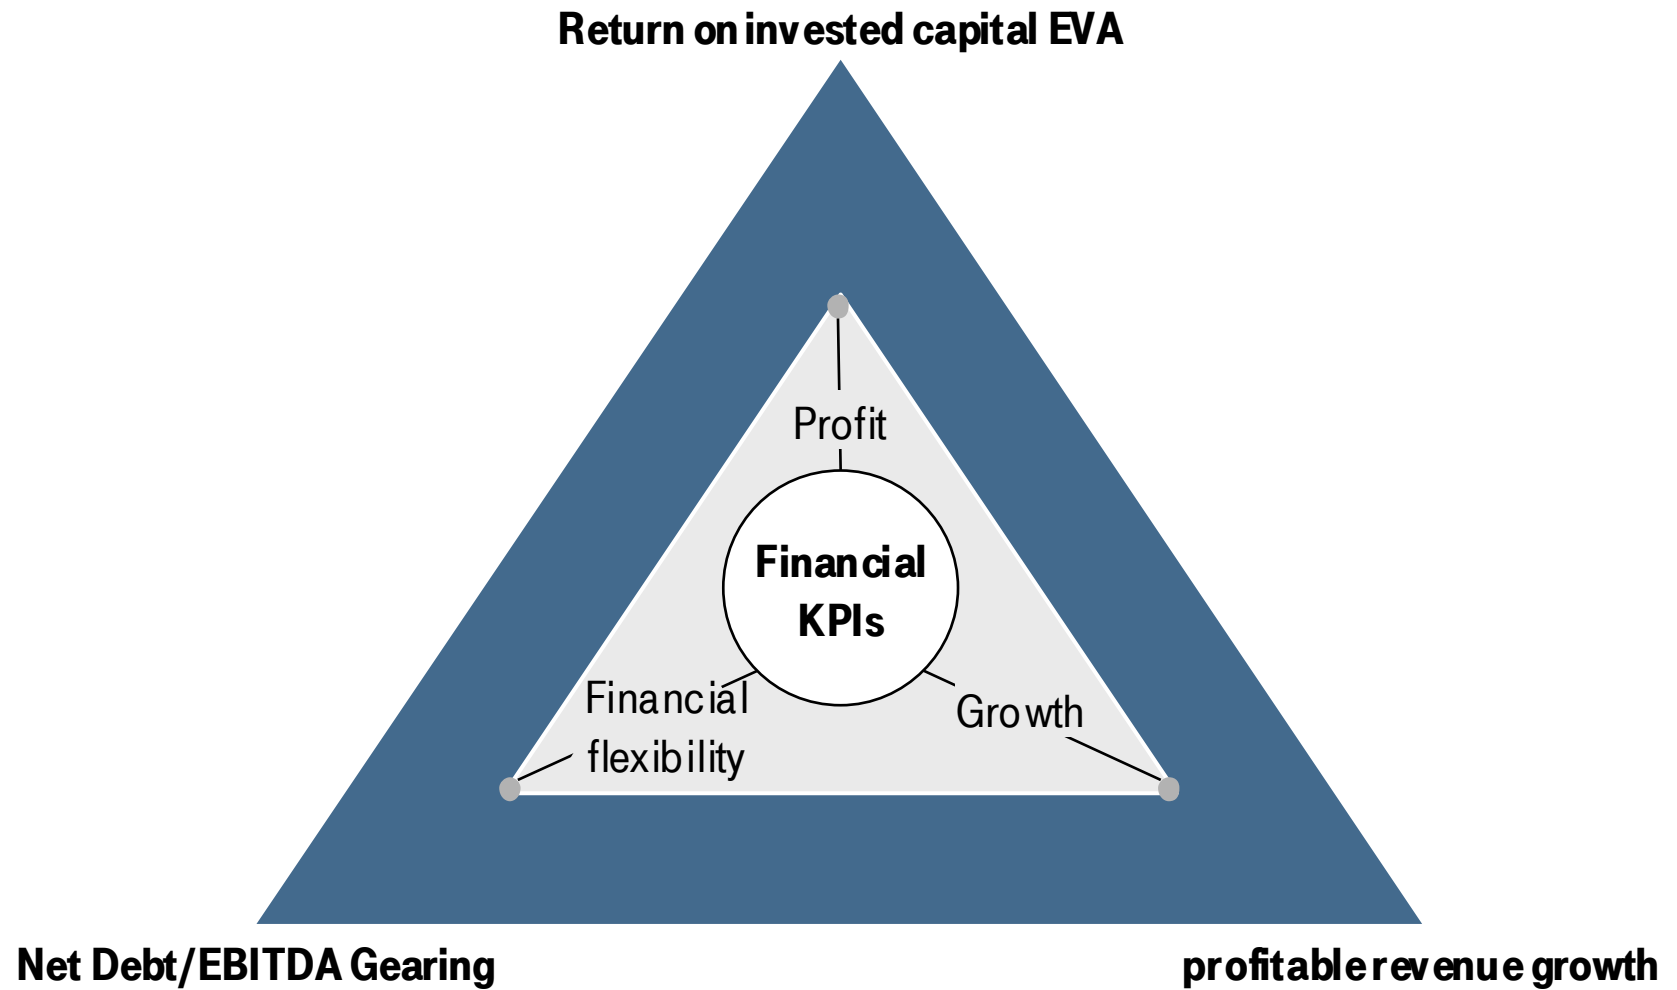 Return on invested capital EVA
Profit
Financial
KPIs
Financial
flexibility
Growth
Net Debt/EBITDA Gearing
profitable revenue growth